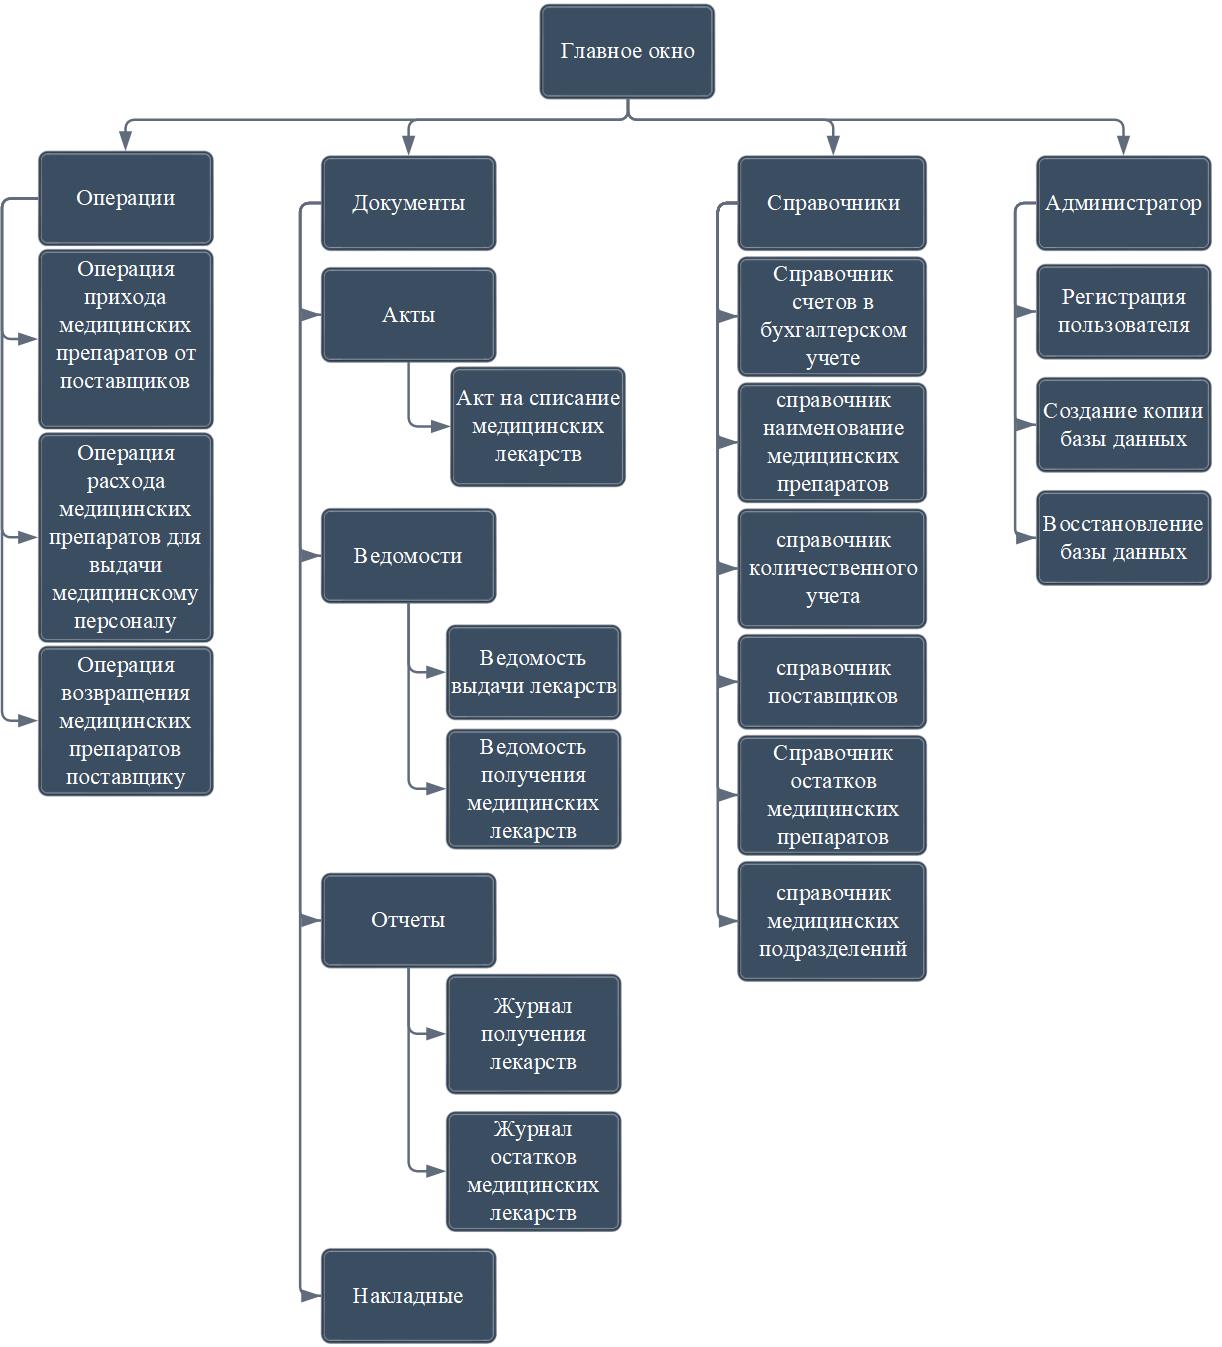 Главное окно
Операции
Операция
прихода
медицинских
препаратов от
поставщиков
Операция
расхода
медицинских
препаратов для
выдачи
медицинскому
персоналу
Операция
возвращения
медицинских
препаратов
поставщику
Документы
Акты
Акт на списание
медицинских
лекарств
Ведомости
Ведомость
выдачи лекарств
Ведомость
получения
медицинских
лекарств
Отчеты
Журнал
получения
лекарств
Журнал
остатков
медицинских
лекарств
Накладные
Справочники
Справочник
счетов в
бухгалтерском
учете
справочник
наименование
медицинских
препаратов
справочник
количественного
учета
справочник
поставщиков
Справочник
остатков
медицинских
препаратов
справочник
медицинских
подразделений
Администратор
Регистрация
пользователя
Создание копии
базы данных
Восстановление
базы данных